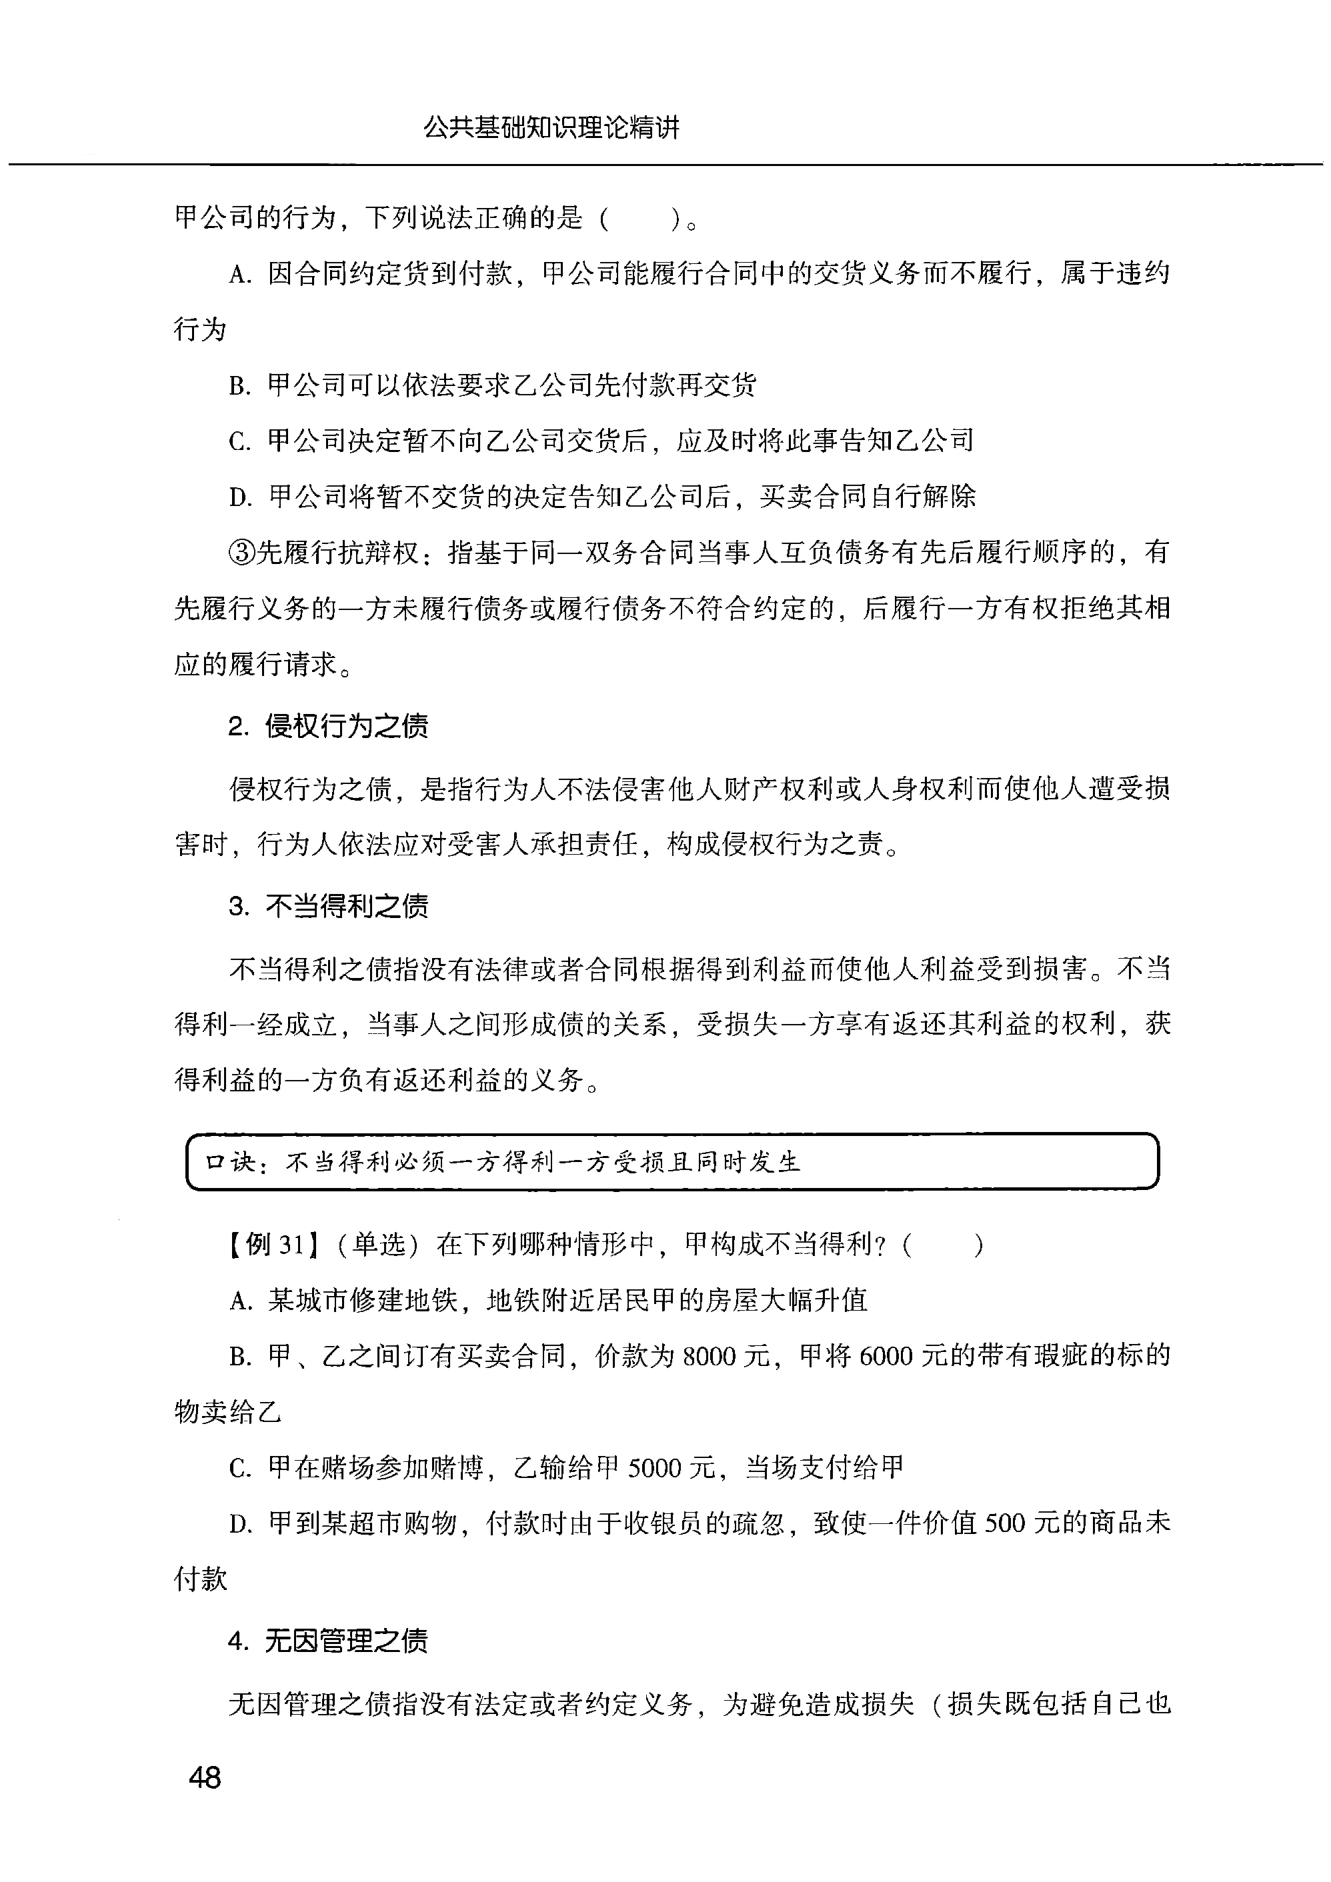 公共基础知识理论精讲
甲公司的行为，下列说法正确的是（　　）。
A. 因合同约定货到付款，甲公司能履行合同中的交货义务而不履行，属于违约
行为
B. 甲公司可以依法要求乙公司先付款再交货
C. 甲公司决定暂不向乙公司交货后，应及时将此事告知乙公司
D. 甲公司将暂不交货的决定告知乙公司后，买卖合同自行解除
③先履行抗辩权：指基于同一双务合同当事人互负债务有先后履行顺序的，有
先履行义务的一方未履行债务或履行债务不符合约定的，后履行一方有权拒绝其相
应的履行请求。
2. 侵权行为之债
侵权行为之债，是指行为人不法侵害他人财产权利或人身权利而使他人遭受损
害时，行为人依法应对受害人承担责任，构成侵权行为之责。
3. 不当得利之债
不当得利之债指没有法律或者合同根据得到利益而使他人利益受到损害。不当
得利一经成立，当事人之间形成债的关系，受损失一方享有返还其利益的权利，获
得利益的一方负有返还利益的义务。
口诀：不当得利必须一方得利一方受损且同时发生
【例 31】（单选）在下列哪种情形中，甲构成不当得利？（　　）
A. 某城市修建地铁，地铁附近居民甲的房屋大幅升值
B. 甲、乙之间订有买卖合同，价款为 8000 元，甲将 6000 元的带有瑕疵的标的
物卖给乙
C. 甲在赌场参加赌博，乙输给甲 5000 元，当场支付给甲
D. 甲到某超市购物，付款时由于收银员的疏忽，致使一件价值 500 元的商品未
付款
4. 无因管理之债
无因管理之债指没有法定或者约定义务，为避免造成损失（损失既包括自己也
48